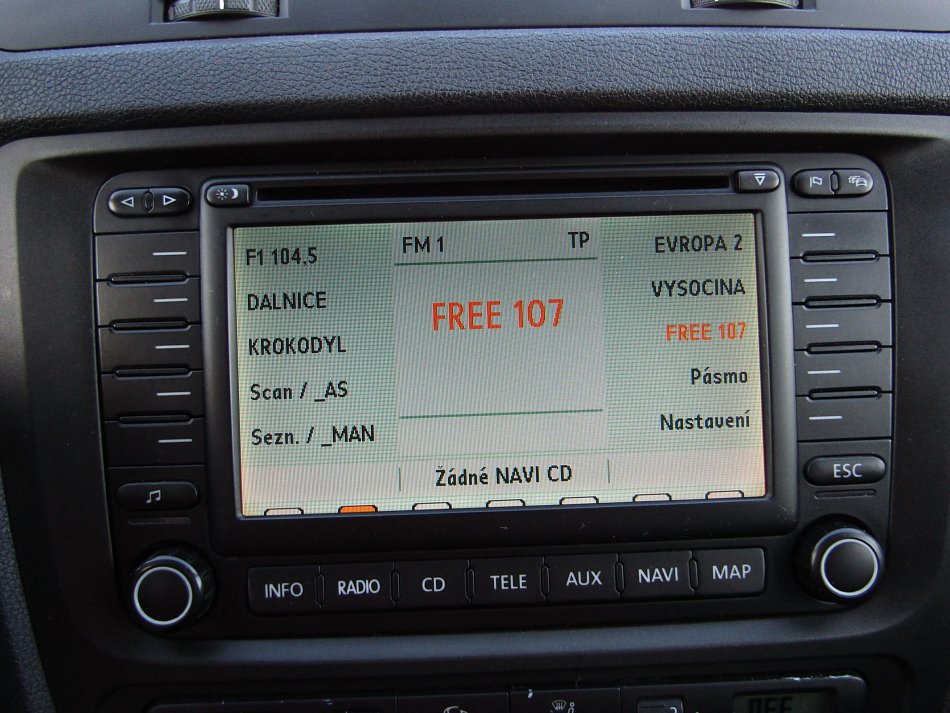 F1 104,5
DALNICE
KROKODYL
Scan / _AS
Sezn. / _MAN
FM 1 TP
FREE 107
Žádné NAVI CD
EVROPA 2
VYSOCINA
FREE 107
Pásmo
Nastavení
ESC
INFO RADIO CD TELE AUX NAVI MAP
OFF